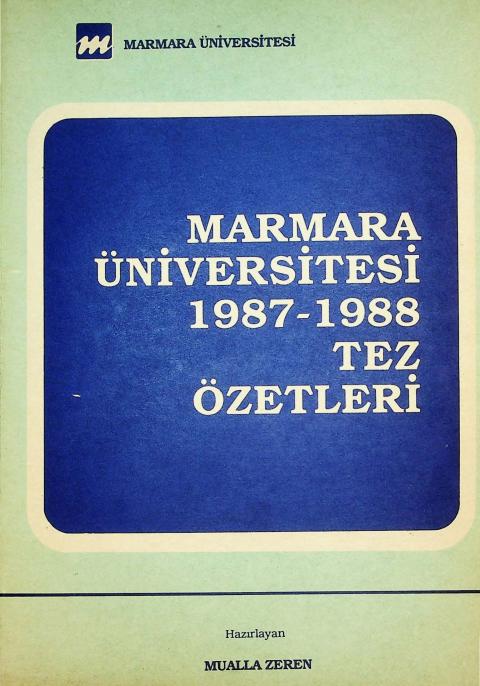 m
MARMARA ÜNİVERSİTESİ
MARMARA
ÜNİVERSİTESİ
1987-1988
TEZ
ÖZETLERİ
Hazırlayan
MUALLA ZEREN